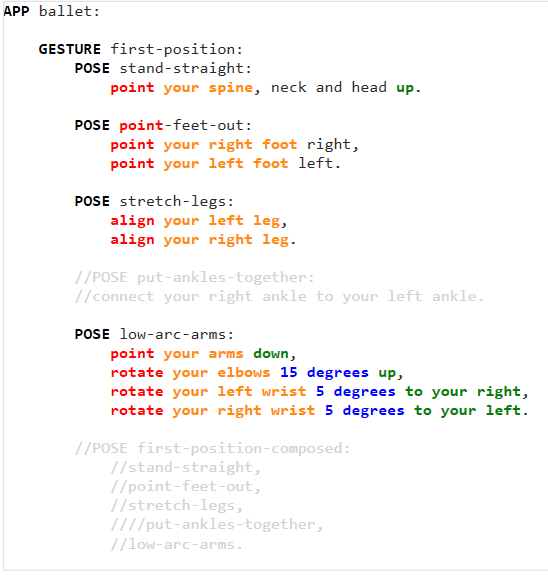 APP ballet:
GESTURE first-position:
POSE stand-straight:
point your spine, neck and head up.
POSE point-feet-out:
point your right foot right,
point your left foot left.
POSE stretch-legs:
align your left leg,
align your right leg.
//POSE put-ankles-together:
//connect your right ankle to your left ankle.
POSE low-arc-arms:
point your arms down,
rotate your elbows 15 degrees up,
rotate your left wrist 5 degrees to your right,
rotate your right wrist 5 degrees to your left.
//POSE first-position-composed:
//stand-straight,
//point-feet-out,
//stretch-legs,
////put-ankles-together,
//low-arc-arms.